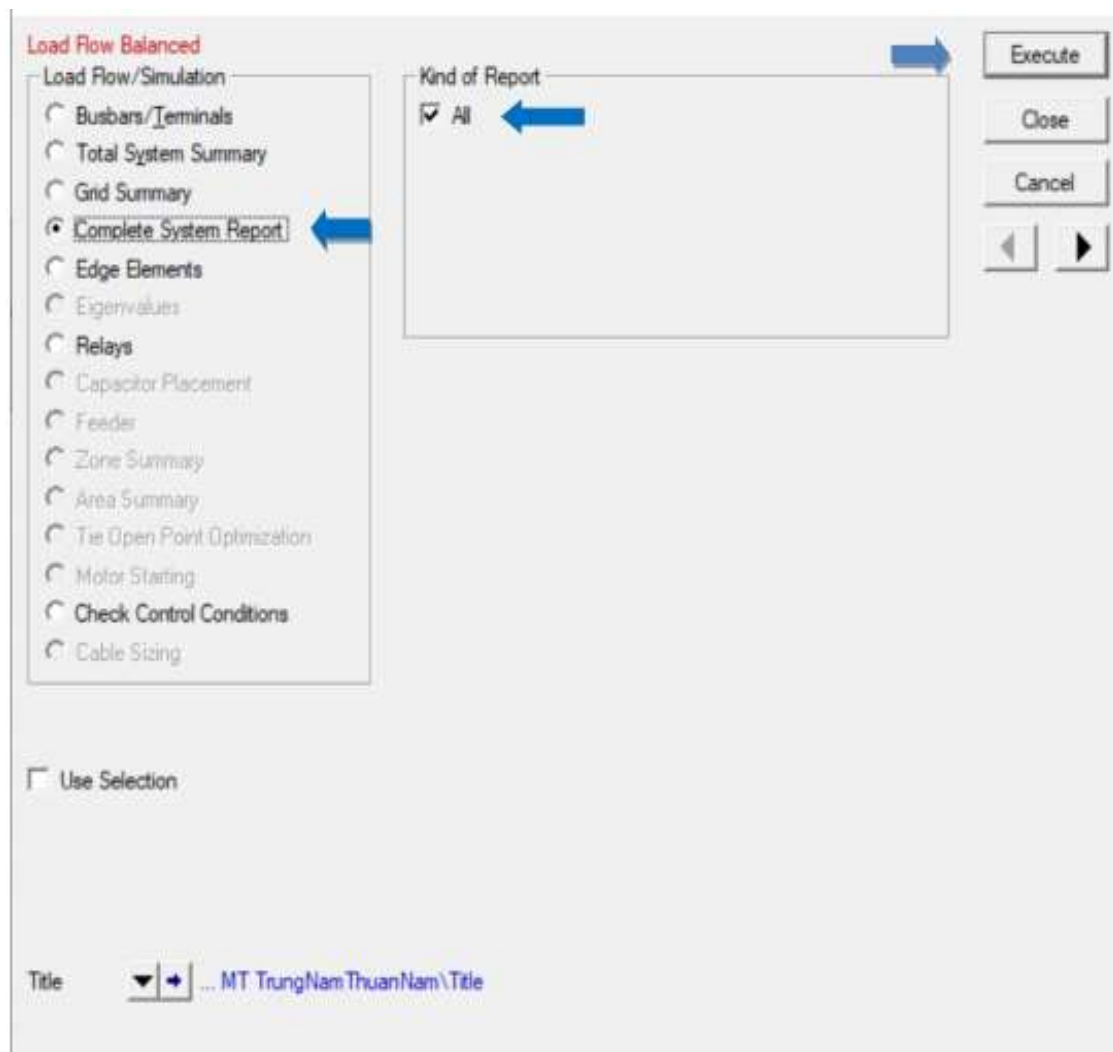 Load Flow Balanced
Load Flow/Simulation
Busbars/Terminals
Total System Summary
Grid Summary
Complete System Report
Edge Elements
Eigenvalues
Relays
Capacitor Placement
Feeder
Zone Summary
Area Summary
Tie Open Point Optimization
Motor Starting
Check Control Conditions
Cable Sizing
Kind of Report
All
Execute
Close
Cancel
Use Selection
Title ... MT TrungNamThuanNam\Title